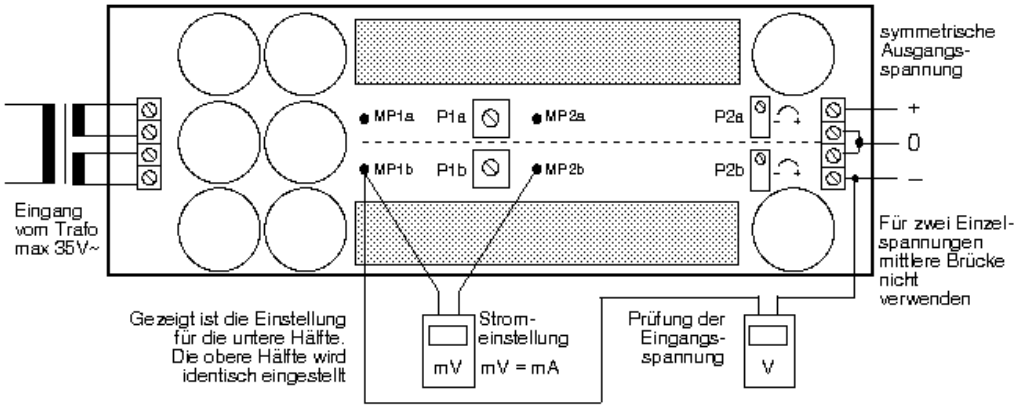 symmetrische
Ausgangs-
spannung
MP1a
P1a
MP2a
P2a
- +
+
0
MP1b
P1b
MP2b
P2b
- +
–
Eingang
vom Trafo
max 35V~
Für zwei Einzel-
spannungen
mittlere Brücke
nicht
verwenden
Gezeigt ist die Einstellung
für die untere Hälfte.
Die obere Hälfte wird
identisch eingestellt
mV
Strom-
einstellung
mV = mA
Prüfung der
Eingangs-
spannung
V